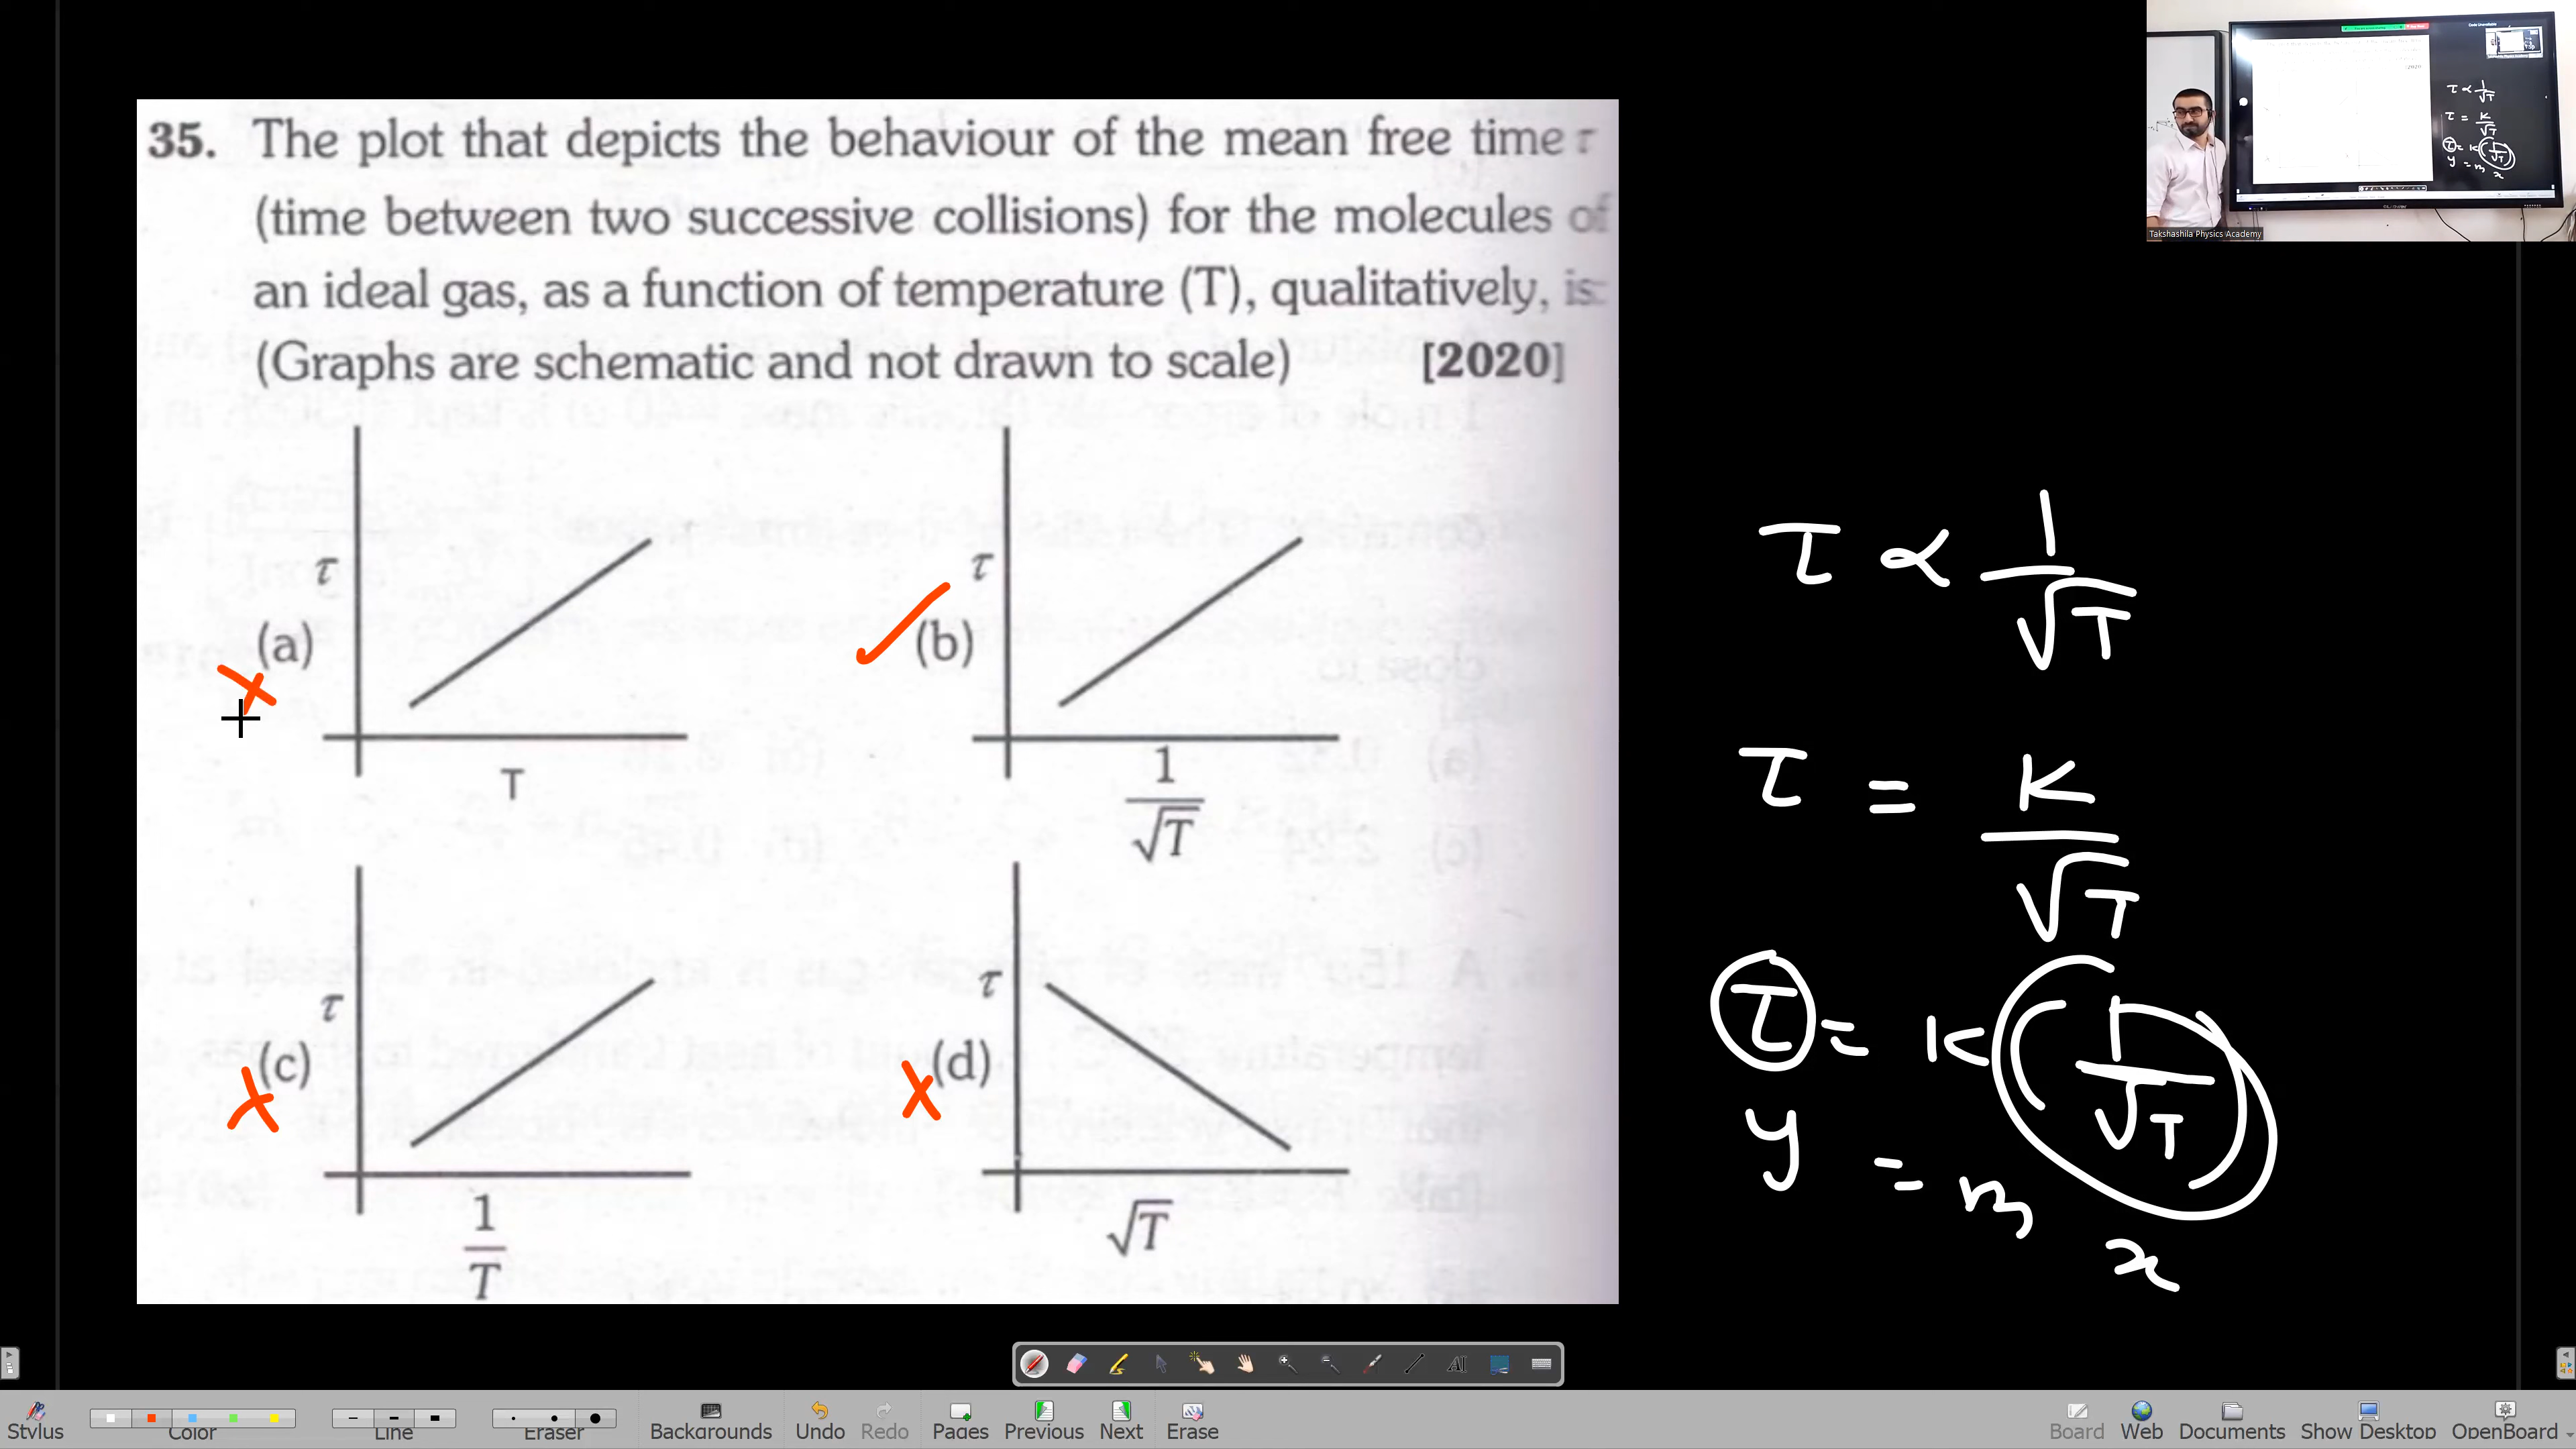 35. The plot that depicts the behaviour of the mean free time τ
(time between two successive collisions) for the molecules of
an ideal gas, as a function of temperature (T), qualitatively, is:
(Graphs are schematic and not drawn to scale) [2020]
τ
(a)
T
τ
(b)
1/√T
τ
(c)
1/T
τ
(d)
√T
τ ∝ 1/√T
τ = K/√T
τ = K(1/√T)
y = m x
τ ∝ 1/√T
τ = K/√T
τ = K 1/√T
y = m x
Takshashila Physics Academy
Stylus
Color
Line
Eraser
Backgrounds
Undo
Redo
Pages
Previous
Next
Erase
Board
Web
Documents
Show Desktop
OpenBoard